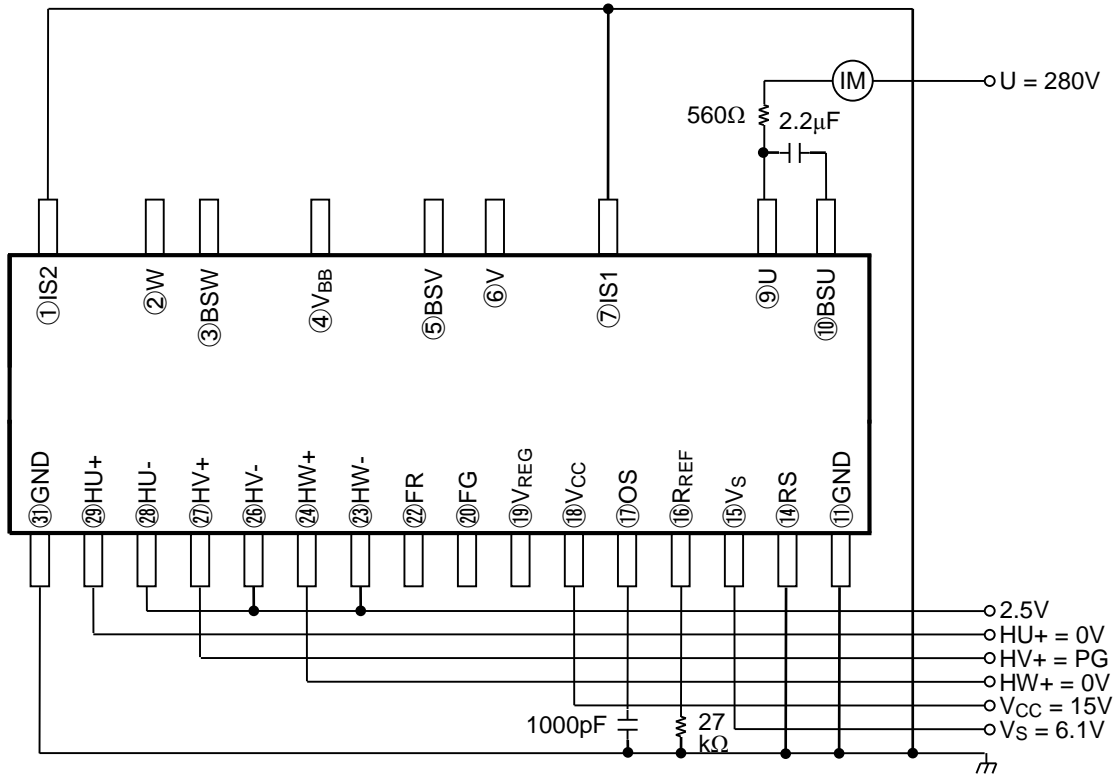 IM
U = 280V
560Ω
2.2μF
①IS2
②W
③BSW
④VBB
⑤BSV
⑥V
⑦IS1
⑨U
⑩BSU
㉛GND
㉙HU+
㉘HU-
㉗HV+
㉖HV-
㉔HW+
㉓HW-
㉒FR
⑳FG
⑲VREG
⑱VCC
⑰OS
⑯RREF
⑮VS
⑭RS
⑪GND
2.5V
HU+ = 0V
HV+ = PG
HW+ = 0V
VCC = 15V
VS = 6.1V
1000pF
27
kΩ